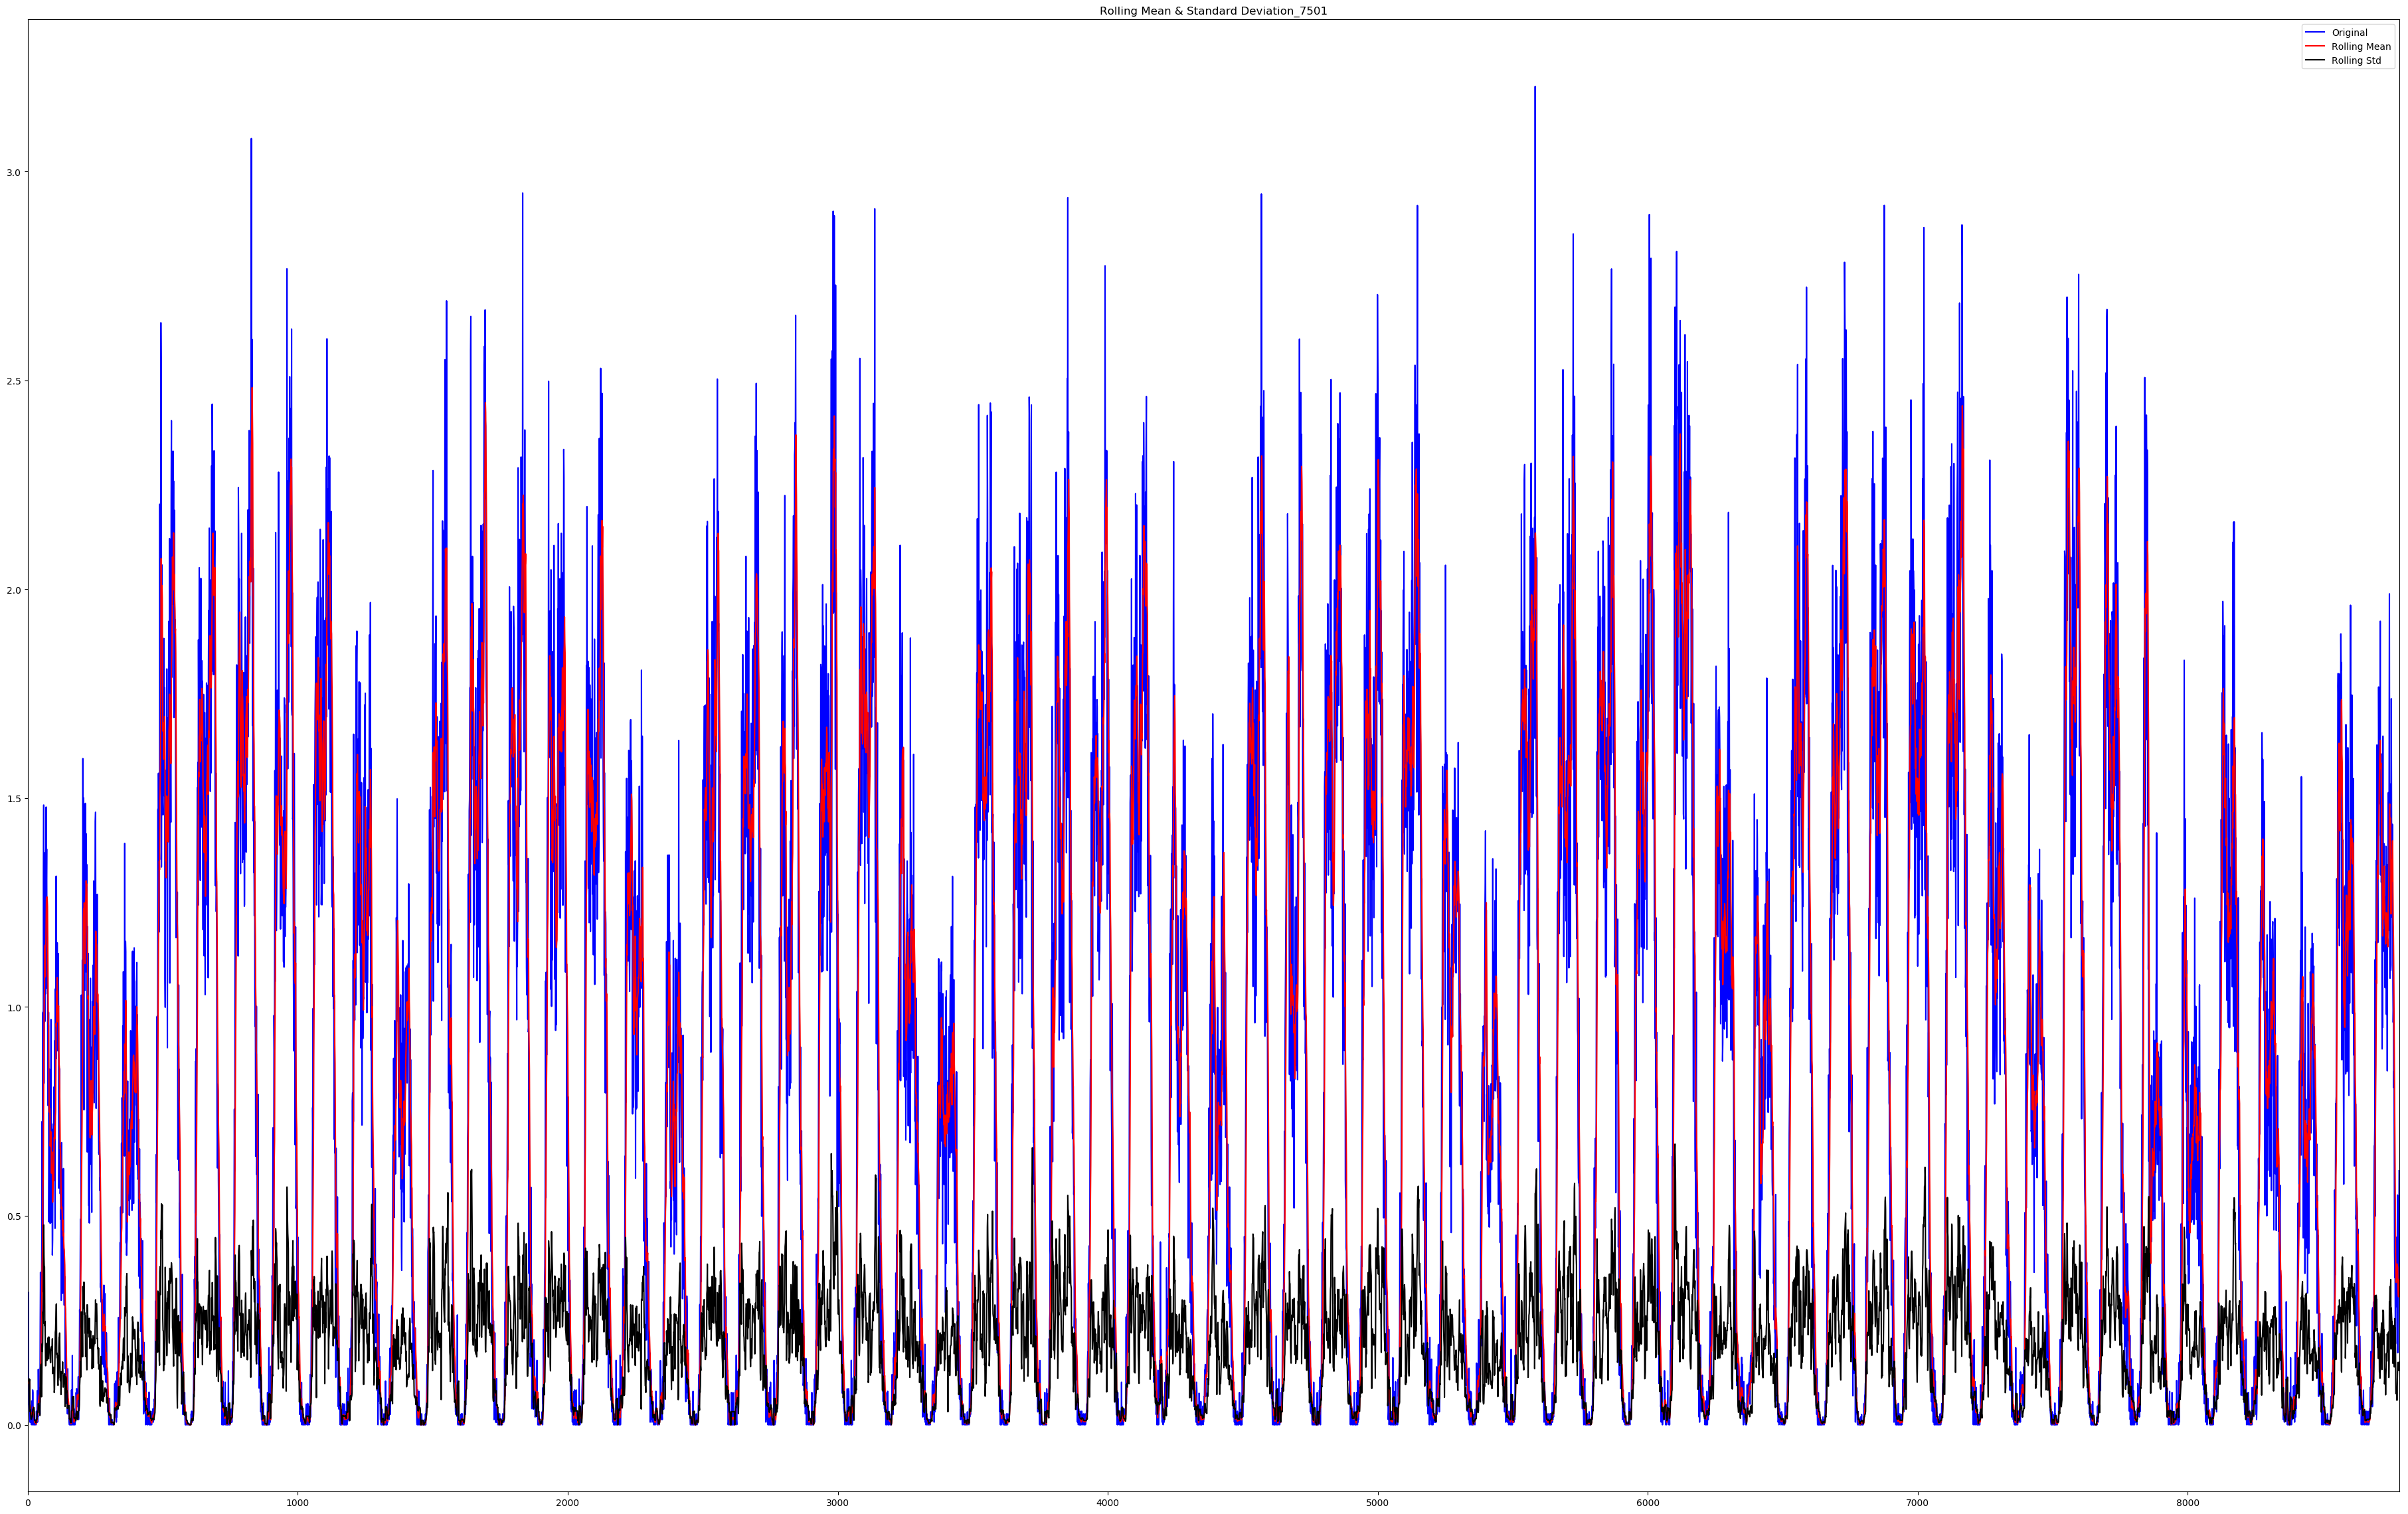 Rolling Mean & Standard Deviation_7501
Original
Rolling Mean
Rolling Std
3.0
2.5
2.0
1.5
1.0
0.5
0.0
0 1000 2000 3000 4000 5000 6000 7000 8000